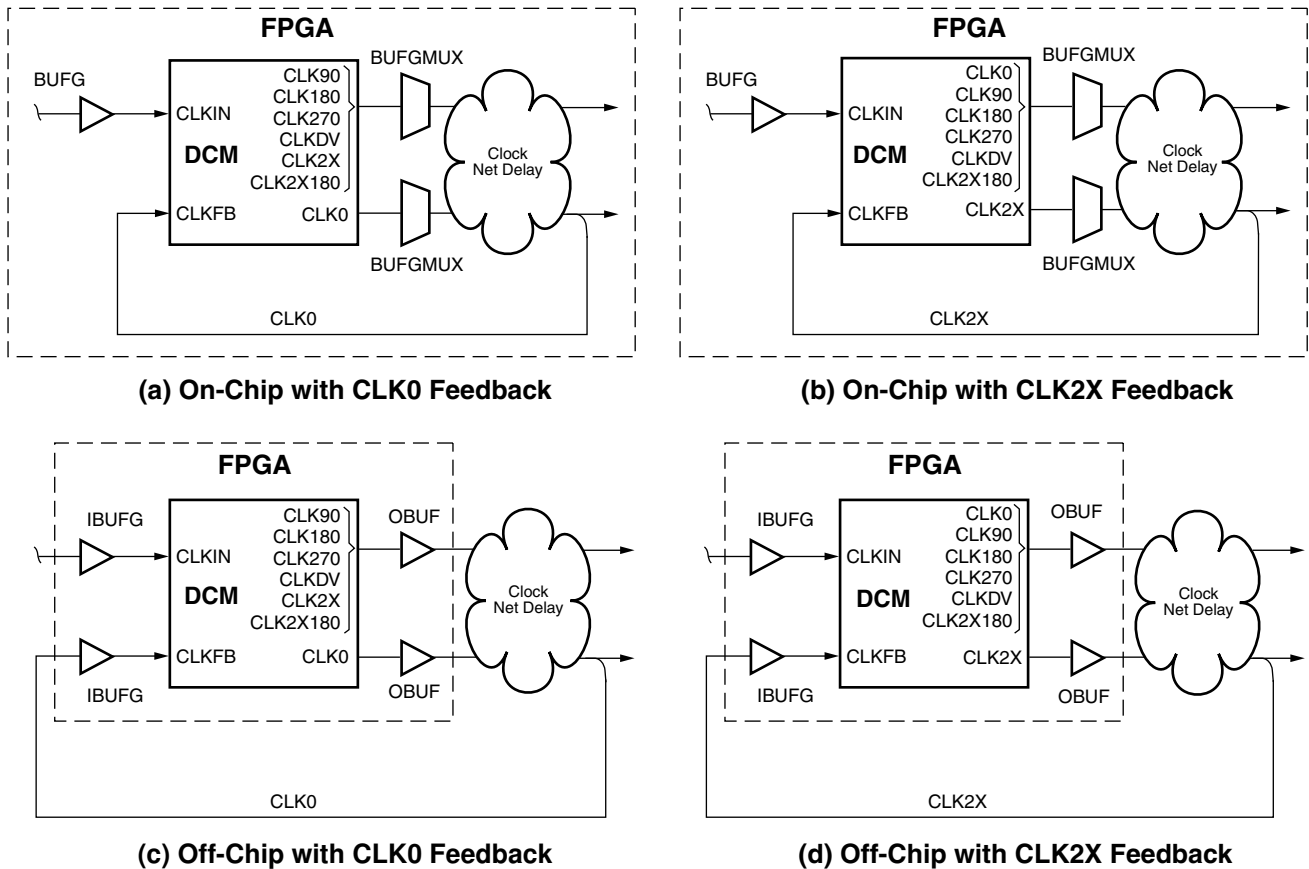 FPGA
BUFG
BUFGMUX
CLK90
CLK180
CLK270
CLKDV
CLK2X
CLK2X180
CLKIN
DCM
CLKFB
CLK0
Clock
Net Delay
BUFGMUX
CLK0
(a) On-Chip with CLK0 Feedback
FPGA
BUFG
BUFGMUX
CLK0
CLK90
CLK180
CLK270
CLKDV
CLK2X180
CLKIN
DCM
CLKFB
CLK2X
Clock
Net Delay
BUFGMUX
CLK2X
(b) On-Chip with CLK2X Feedback
FPGA
IBUFG
OBUF
CLK90
CLK180
CLK270
CLKDV
CLK2X
CLK2X180
CLKIN
DCM
CLKFB
CLK0
Clock
Net Delay
IBUFG
OBUF
CLK0
(c) Off-Chip with CLK0 Feedback
FPGA
IBUFG
OBUF
CLK0
CLK90
CLK180
CLK270
CLKDV
CLK2X180
CLKIN
DCM
CLKFB
CLK2X
Clock
Net Delay
IBUFG
OBUF
CLK2X
(d) Off-Chip with CLK2X Feedback